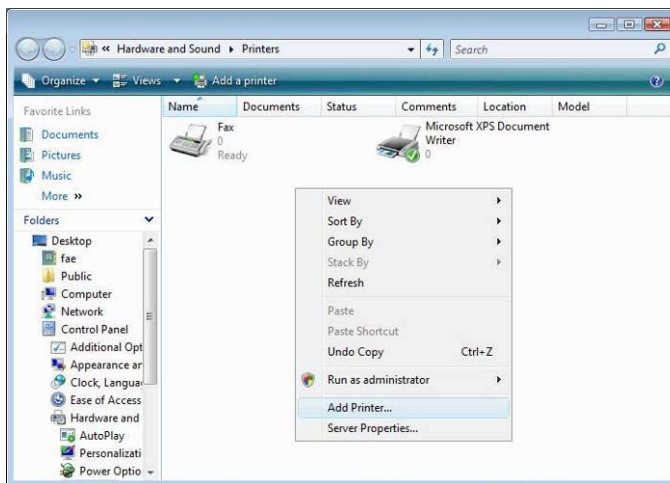 « Hardware and Sound ▸ Printers
Search
Organize
Views
Add a printer
Favorite Links
Documents
Pictures
Music
More »
Folders
Desktop
fae
Public
Computer
Network
Control Panel
Additional Opt
Appearance ar
Clock, Languag
Ease of Access
Hardware and
AutoPlay
Personalizati
Power Optio
Name Documents Status Comments Location Model
Fax
0
Ready
Microsoft XPS Document
Writer
0
View
Sort By
Group By
Stack By
Refresh
Paste
Paste Shortcut
Undo Copy Ctrl+Z
Run as administrator
Add Printer...
Server Properties...